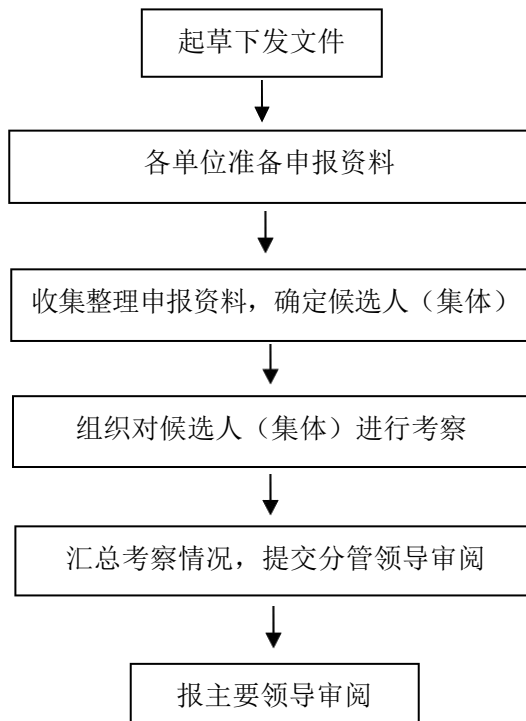 起草下发文件
各单位准备申报资料
收集整理申报资料，确定候选人（集体）
组织对候选人（集体）进行考察
汇总考察情况，提交分管领导审阅
报主要领导审阅